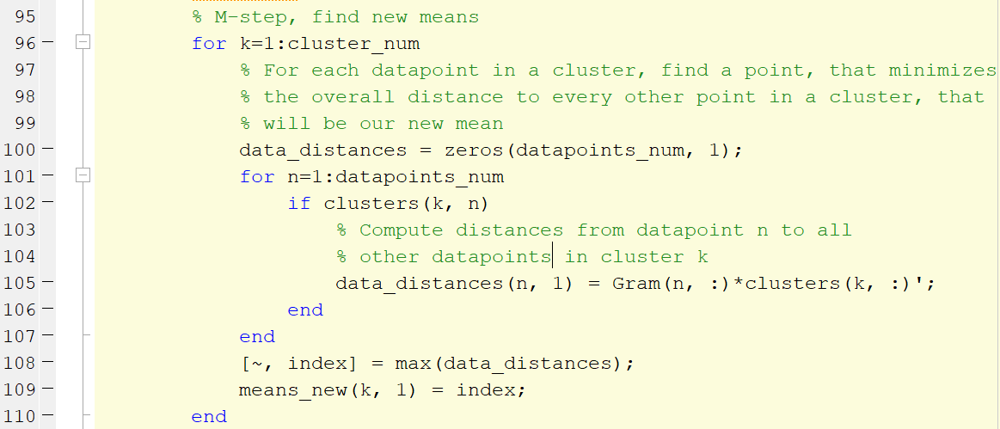 95 % M-step, find new means
96 for k=1:cluster_num
97 % For each datapoint in a cluster, find a point, that minimizes
98 % the overall distance to every other point in a cluster, that
99 % will be our new mean
100 data_distances = zeros(datapoints_num, 1);
101 for n=1:datapoints_num
102 if clusters(k, n)
103 % Compute distances from datapoint n to all
104 % other datapoints in cluster k
105 data_distances(n, 1) = Gram(n, :)*clusters(k, :)';
106 end
107 end
108 [~, index] = max(data_distances);
109 means_new(k, 1) = index;
110 end